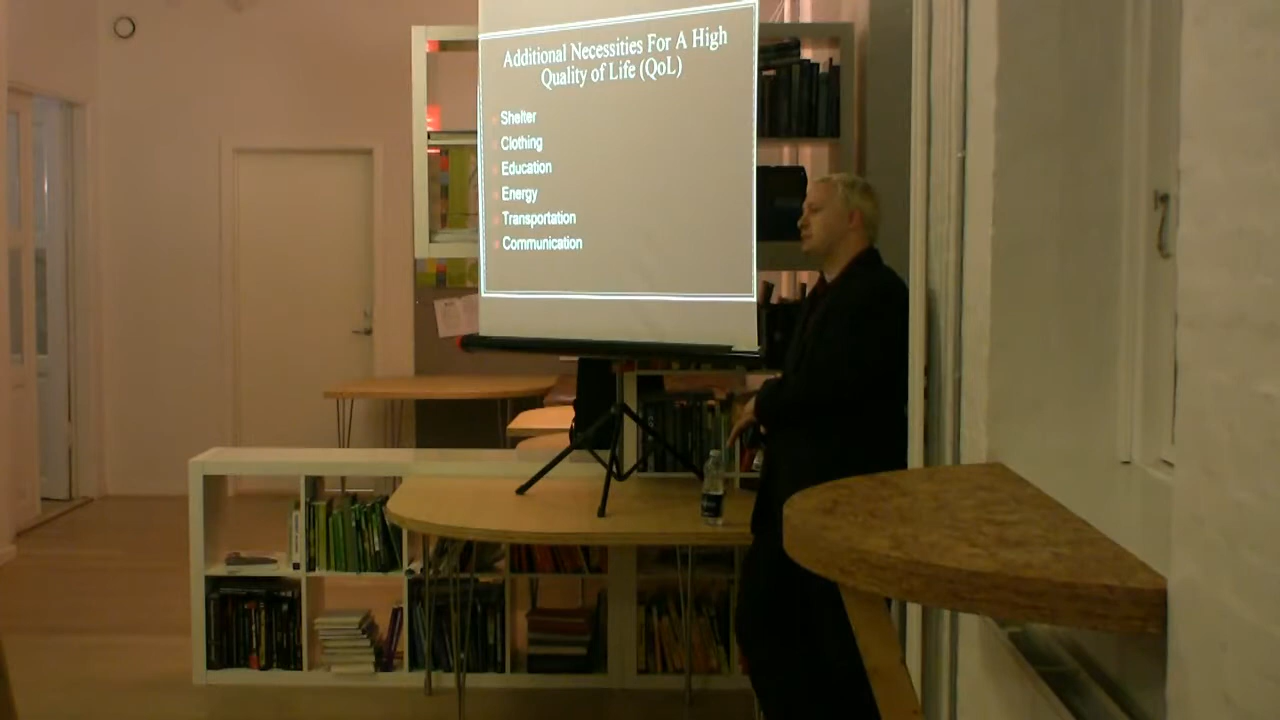 Additional Necessities For A High
Quality of Life (QoL)
Shelter
Clothing
Education
Energy
Transportation
Communication